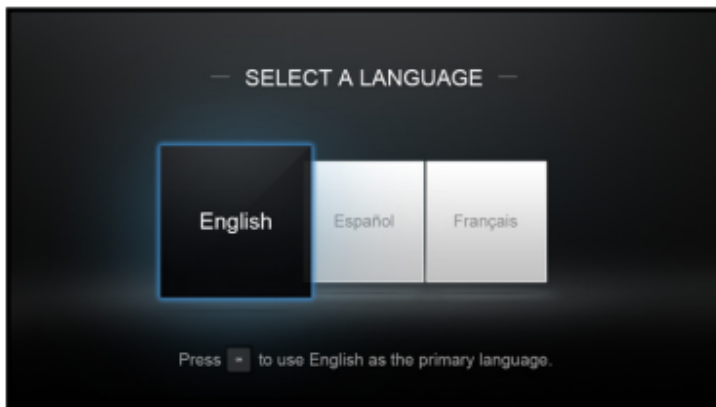 — SELECT A LANGUAGE —
English Español Français
Press to use English as the primary language.